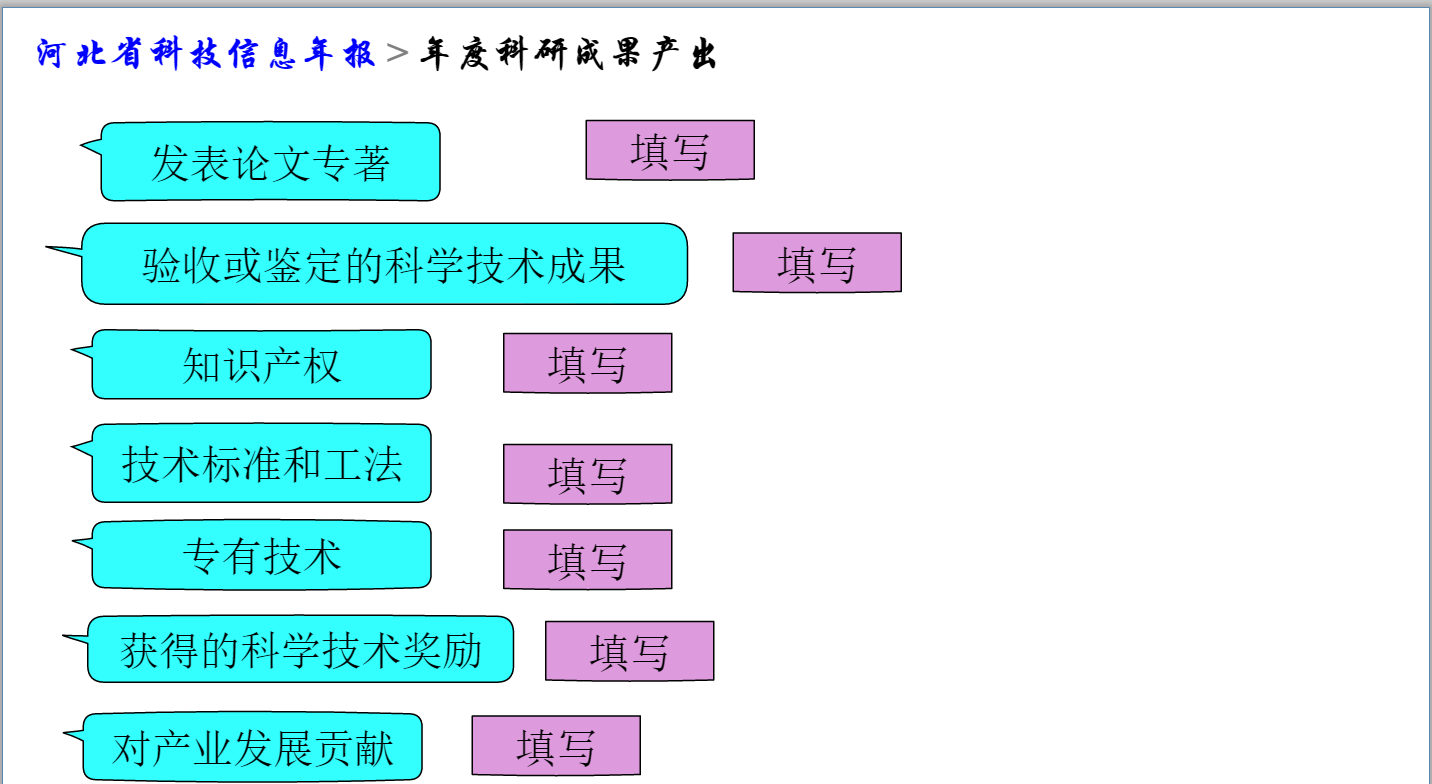 河北省科技信息年报>年度科研成果产出
发表论文专著 填写
验收或鉴定的科学技术成果 填写
知识产权 填写
技术标准和工法 填写
专有技术 填写
获得的科学技术奖励 填写
对产业发展贡献 填写